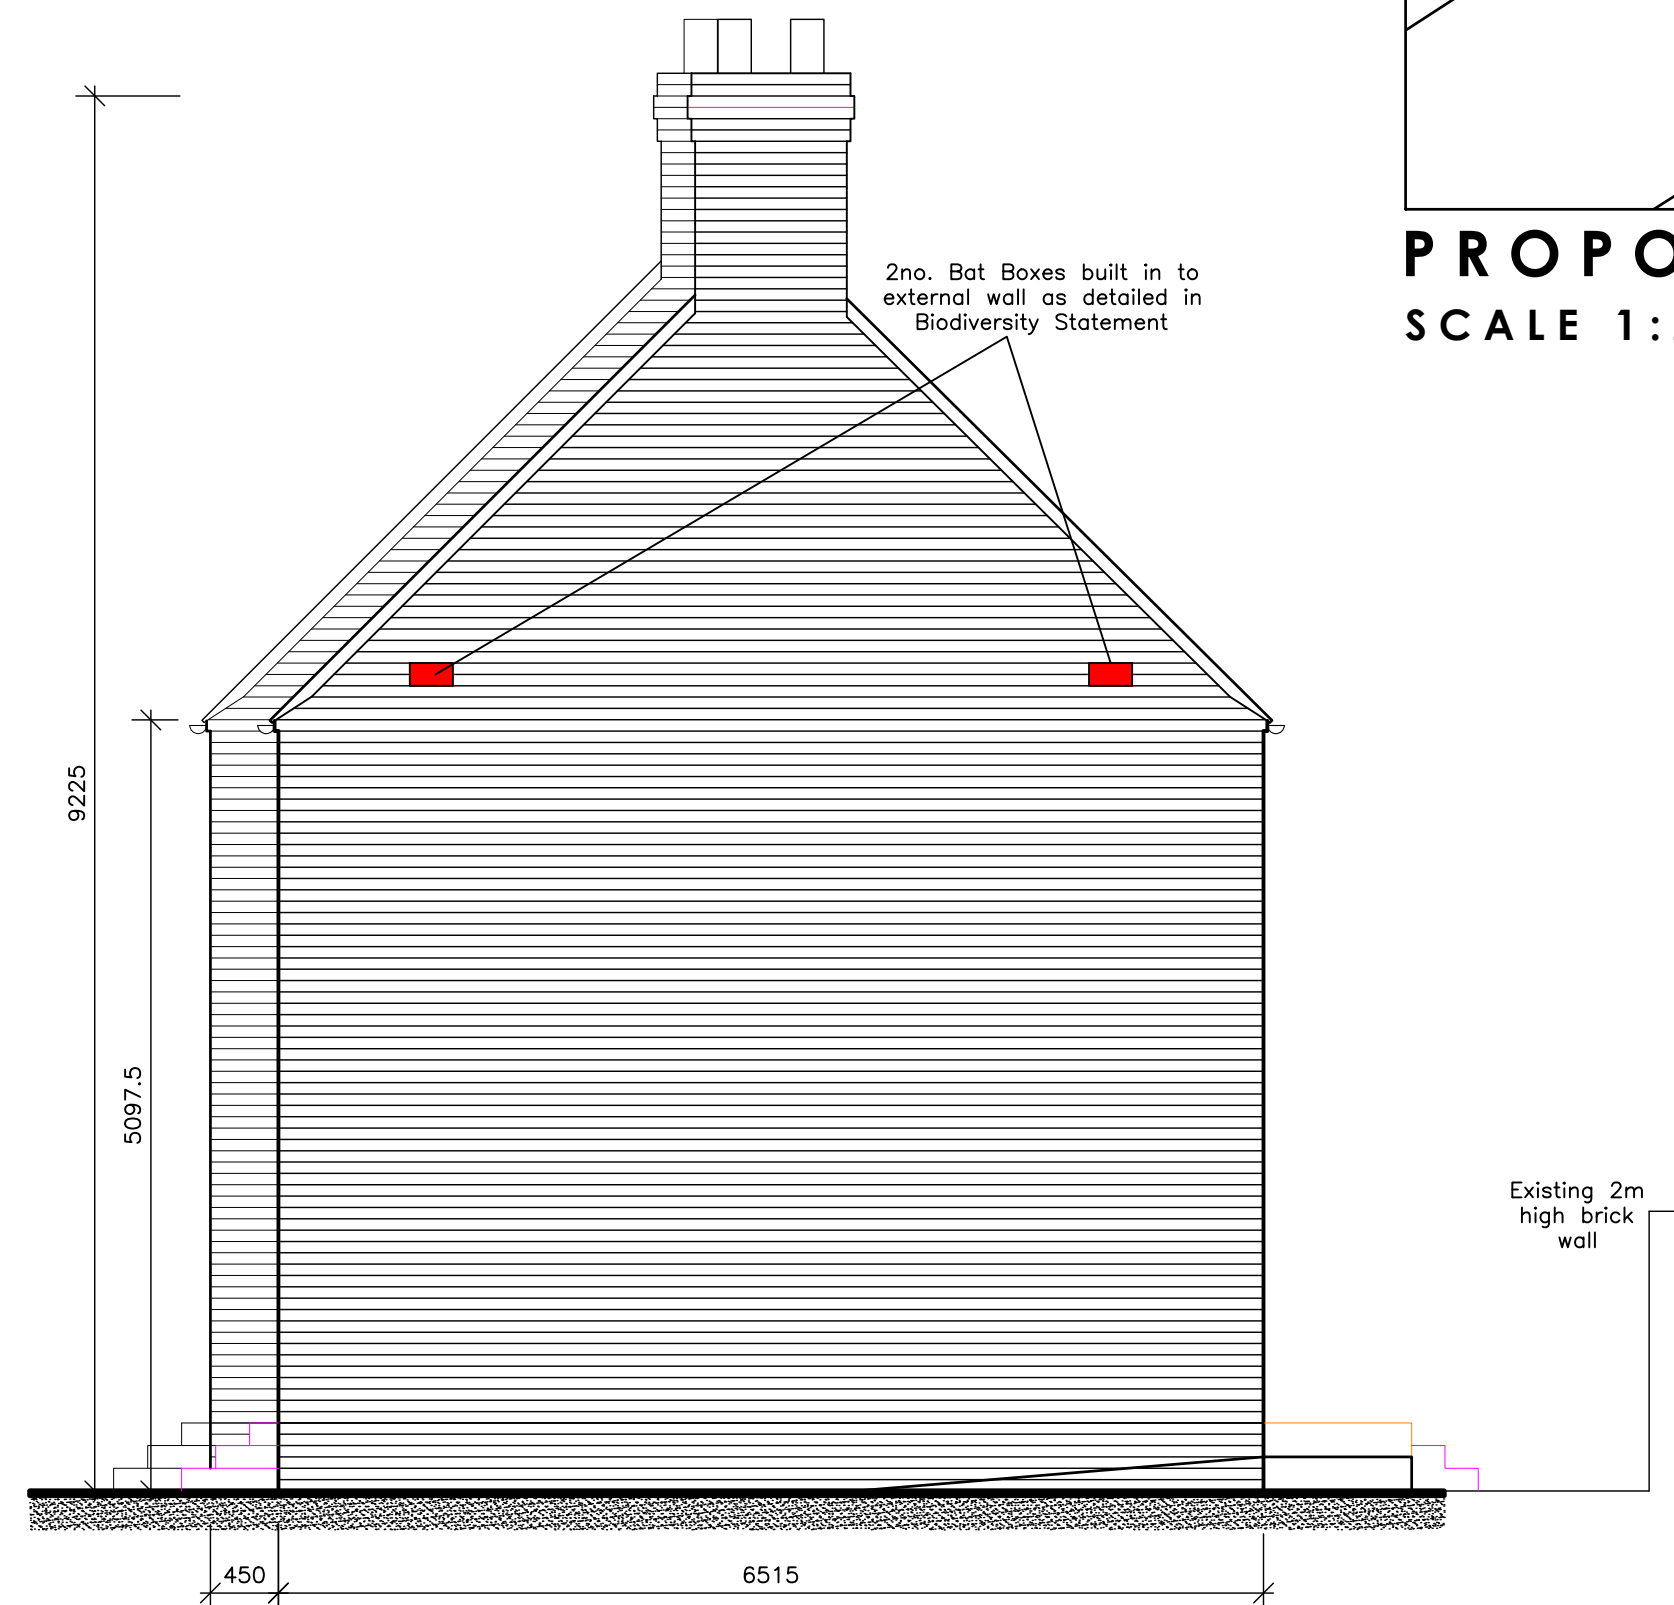 PROPO
SCALE 1:
2no. Bat Boxes built in to
external wall as detailed in
Biodiversity Statement
9225
5097.5
Existing 2m
high brick
wall
450
6515